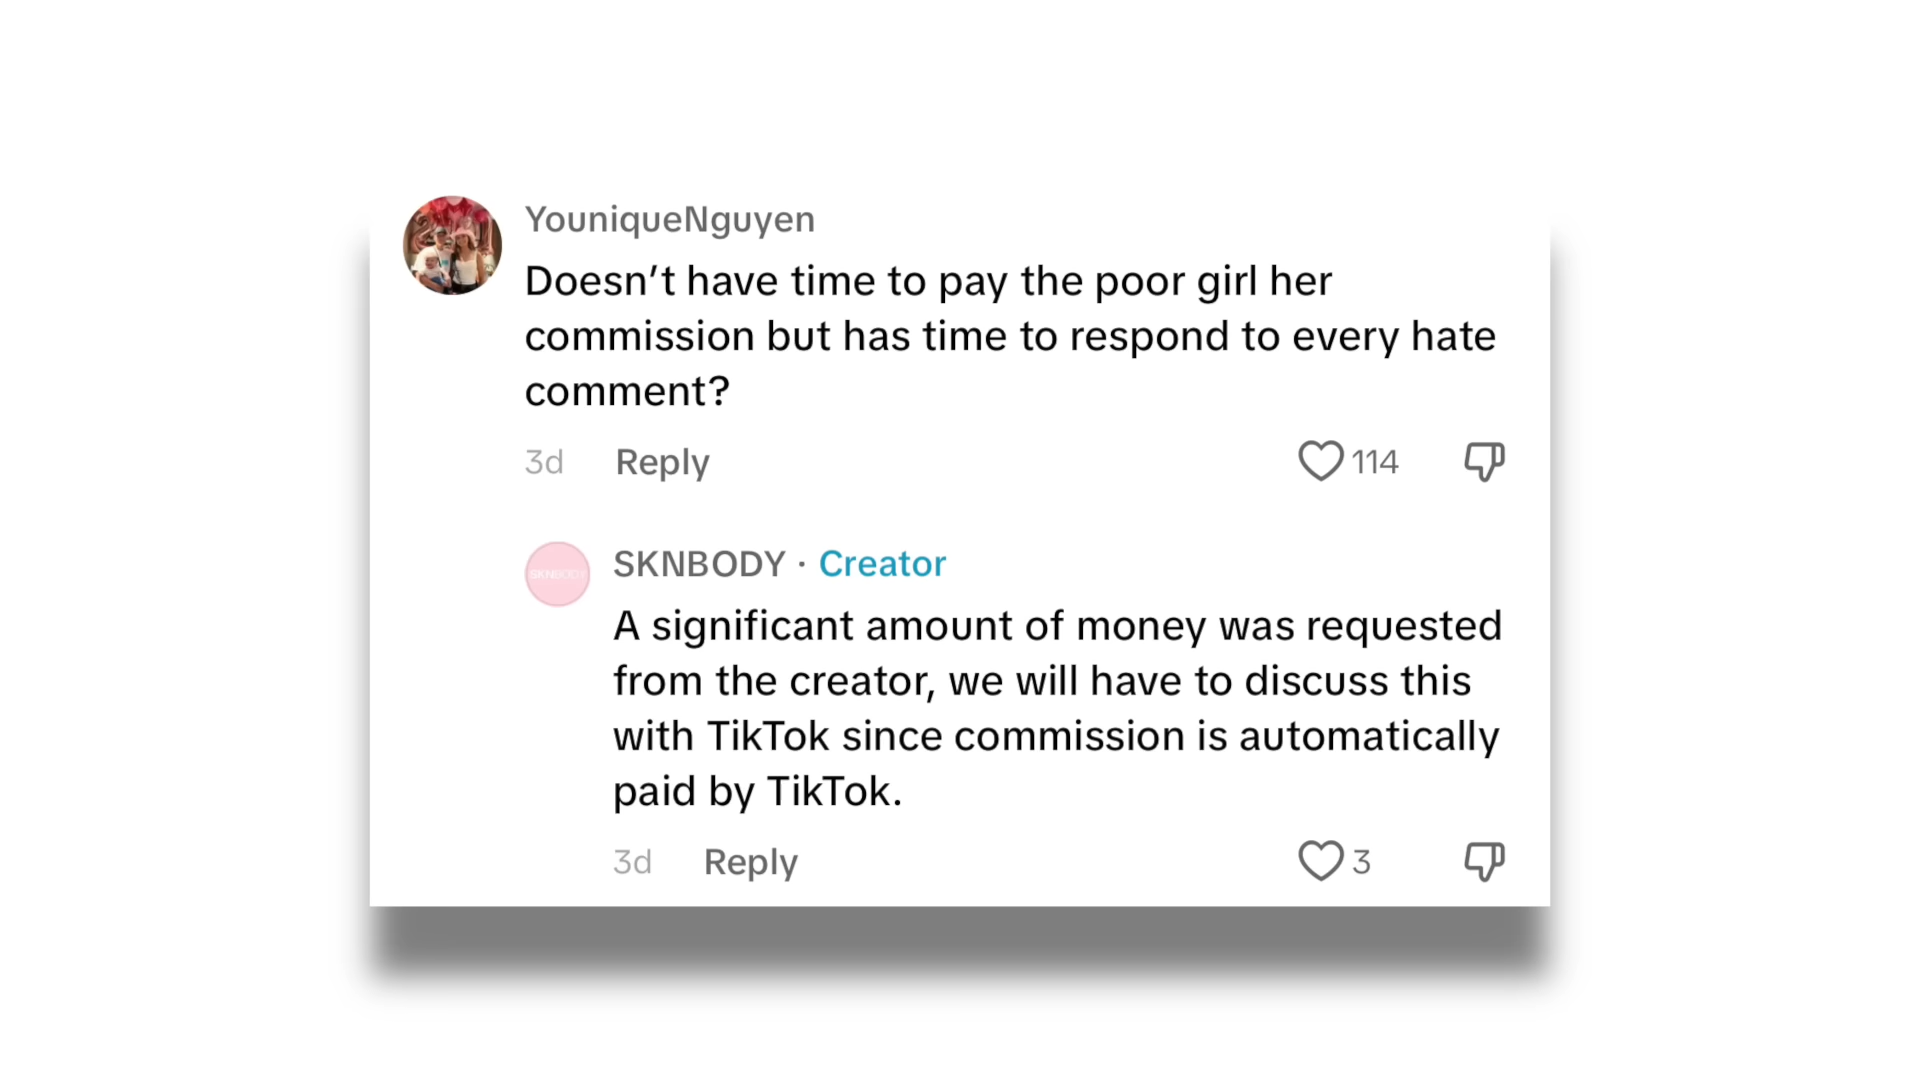 YouniqueNguyen
Doesn’t have time to pay the poor girl her
commission but has time to respond to every hate
comment?
3d Reply 114
SKNBODY
SKNBODY · Creator
A significant amount of money was requested
from the creator, we will have to discuss this
with TikTok since commission is automatically
paid by TikTok.
3d Reply 3